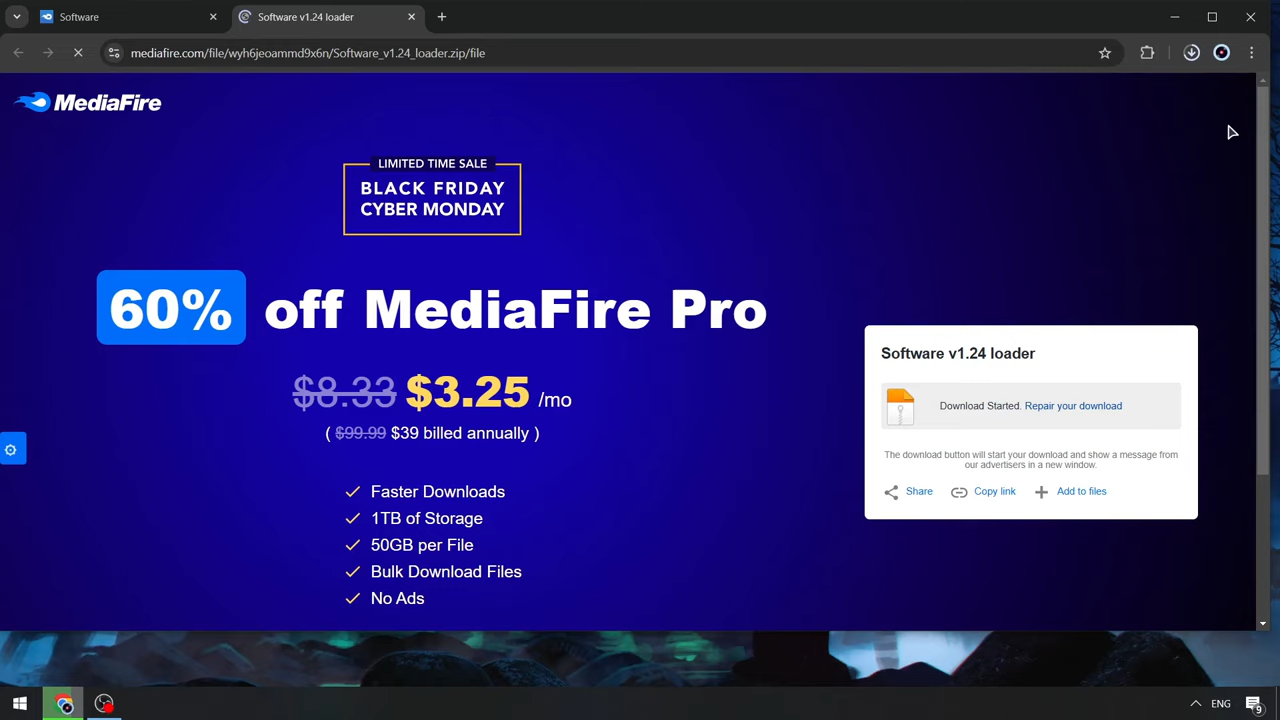 Software
Software v1.24 loader
mediafire.com/file/wyh6jeoammd9x6n/Software_v1.24_loader.zip/file
MediaFire
LIMITED TIME SALE
BLACK FRIDAY
CYBER MONDAY
60% off MediaFire Pro
$8.33 $3.25 /mo
( $99.99 $39 billed annually )
Faster Downloads
1TB of Storage
50GB per File
Bulk Download Files
No Ads
Software v1.24 loader
Download Started. Repair your download
The download button will start your download and show a message from
our advertisers in a new window.
Share
Copy link
Add to files
ENG
9